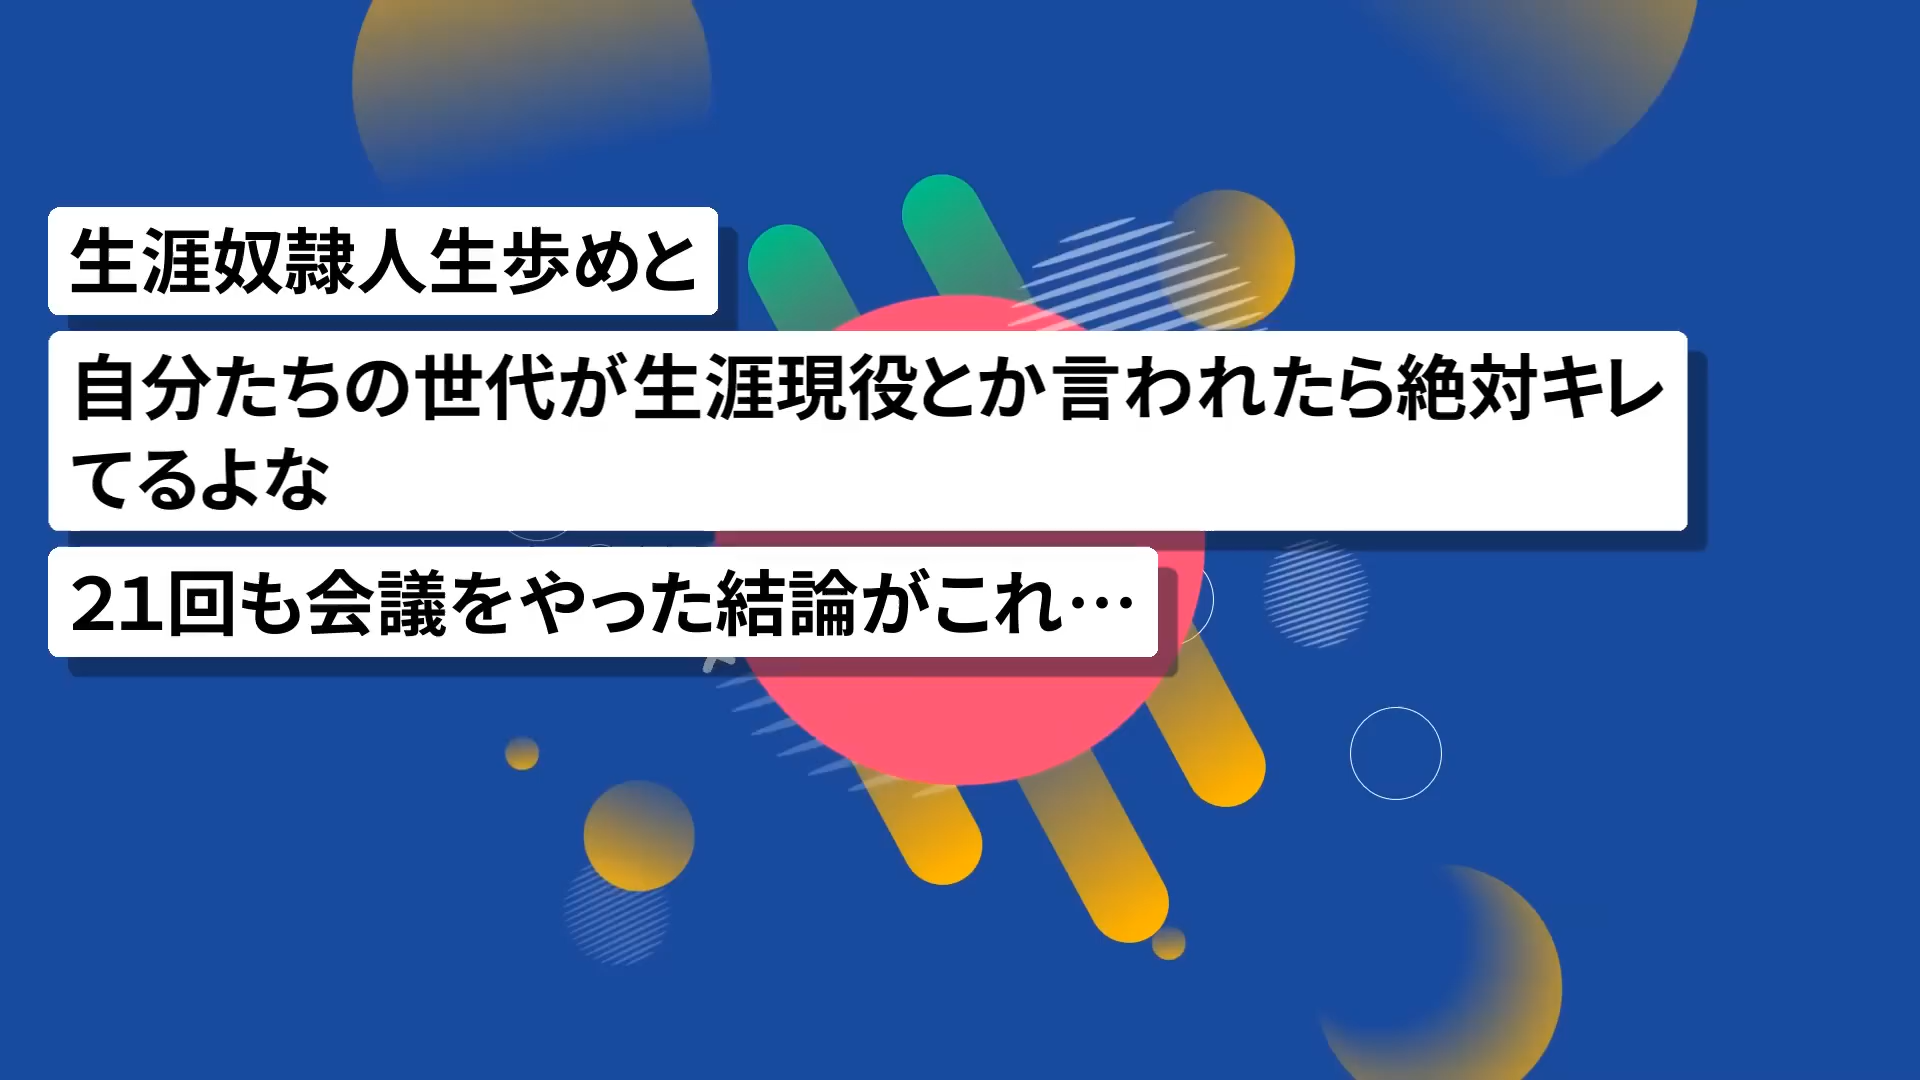 生涯奴隷人生歩めと
自分たちの世代が生涯現役とか言われたら絶対キレ
てるよな
２１回も会議をやった結論がこれ…